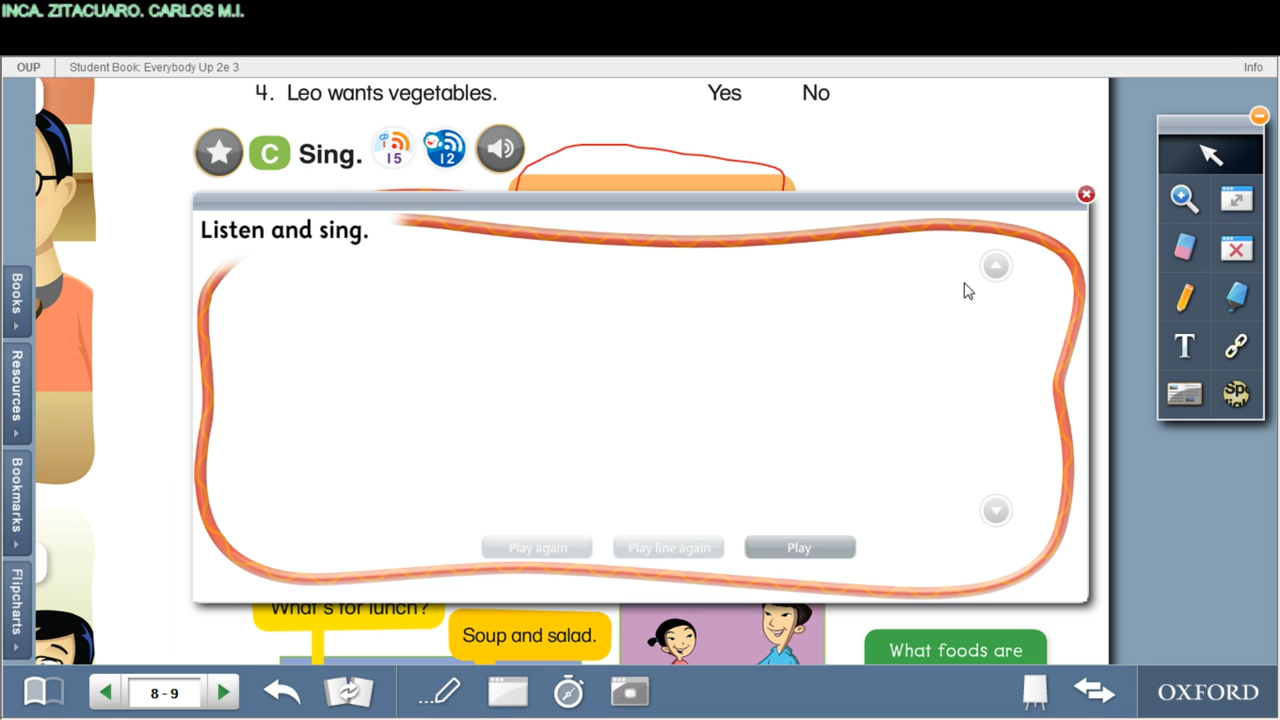 INCA. ZITACUARO. CARLOS M.I.
OUP Student Book: Everybody Up 2e 3 Info
4. Leo wants vegetables. Yes No
C Sing. CD 15 12
Listen and sing.
Books
Resources
Bookmarks
Flipcharts
T
Play again Play line again Play
What's for lunch?
Soup and salad.
What foods are
8 - 9
OXFORD